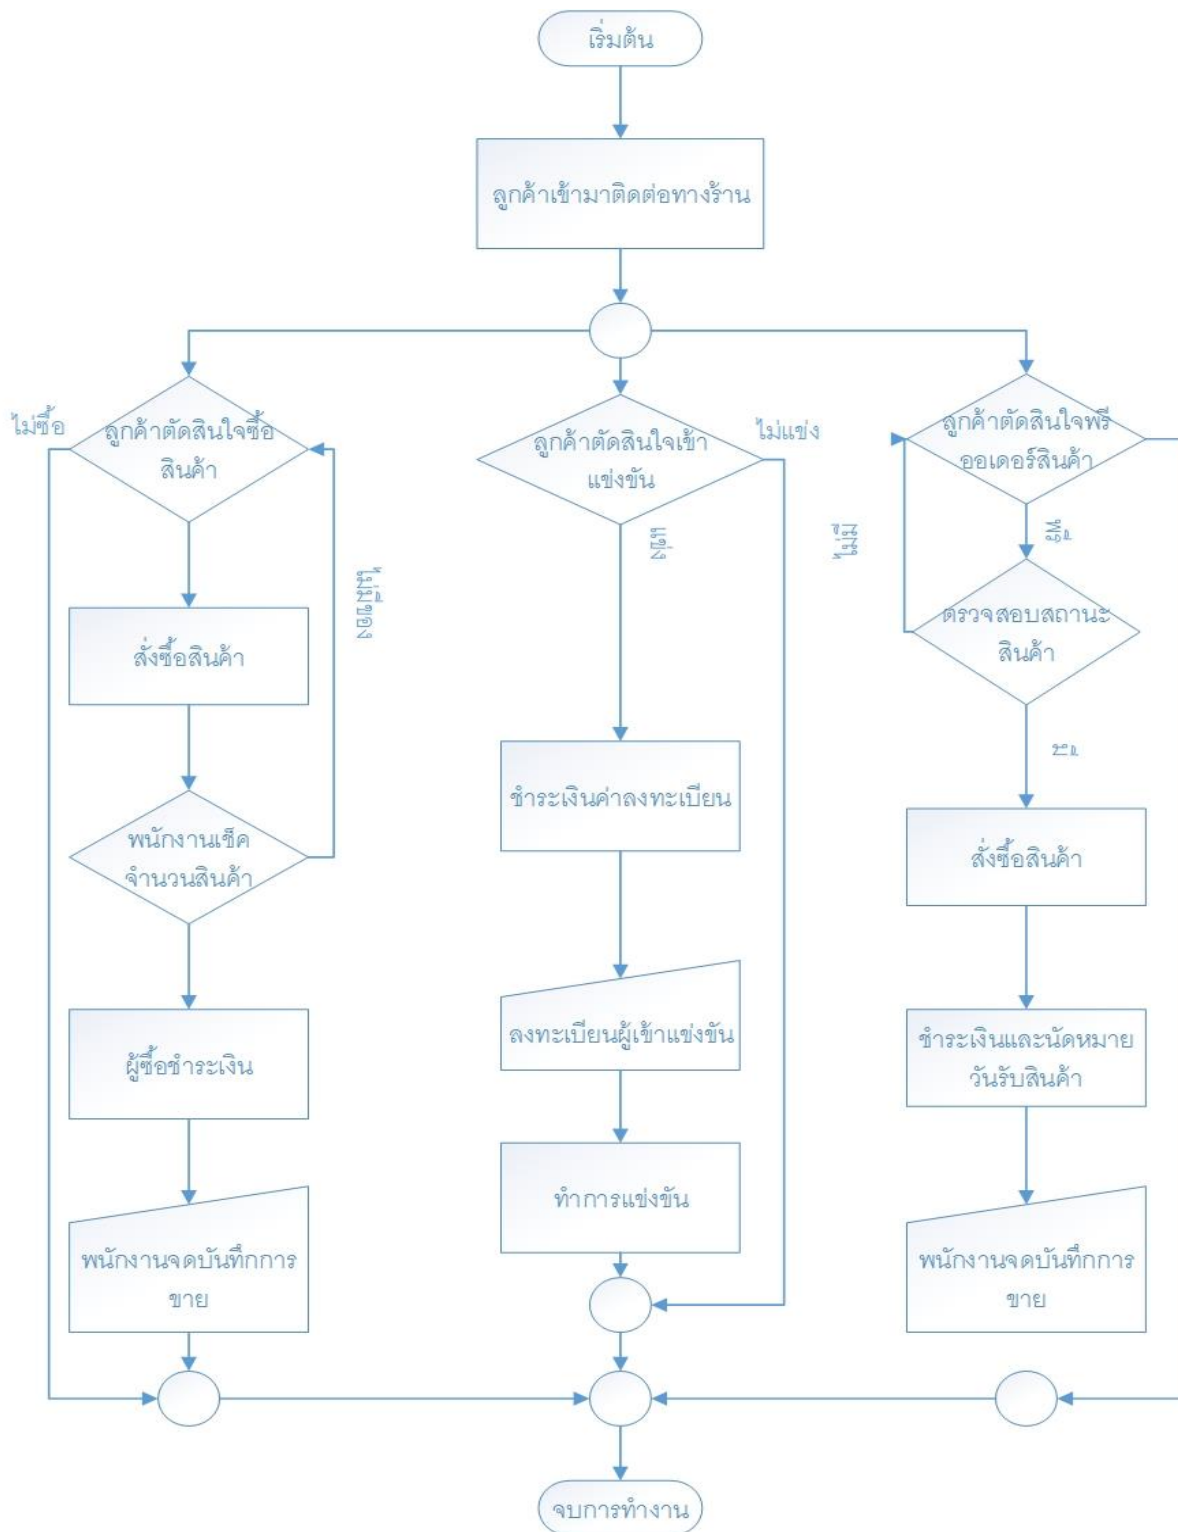 เริ่มต้น
ลูกค้าเข้ามาติดต่อทางร้าน
ไม่ซื้อ
ลูกค้าตัดสินใจซื้อ
สินค้า
ลูกค้าตัดสินใจเข้า
แข่งขัน
ไม่แข่ง
ลูกค้าตัดสินใจพรี
ออเดอร์สินค้า
ไม่มีของ
แข่ง
ไม่มี
พรี
สั่งซื้อสินค้า
ตรวจสอบสถานะ
สินค้า
มี
พนักงานเช็ค
จำนวนสินค้า
ชำระเงินค่าลงทะเบียน
สั่งซื้อสินค้า
ผู้ซื้อชำระเงิน
ลงทะเบียนผู้เข้าแข่งขัน
ชำระเงินและนัดหมาย
วันรับสินค้า
พนักงานจดบันทึกการ
ขาย
ทำการแข่งขัน
พนักงานจดบันทึกการ
ขาย
จบการทำงาน